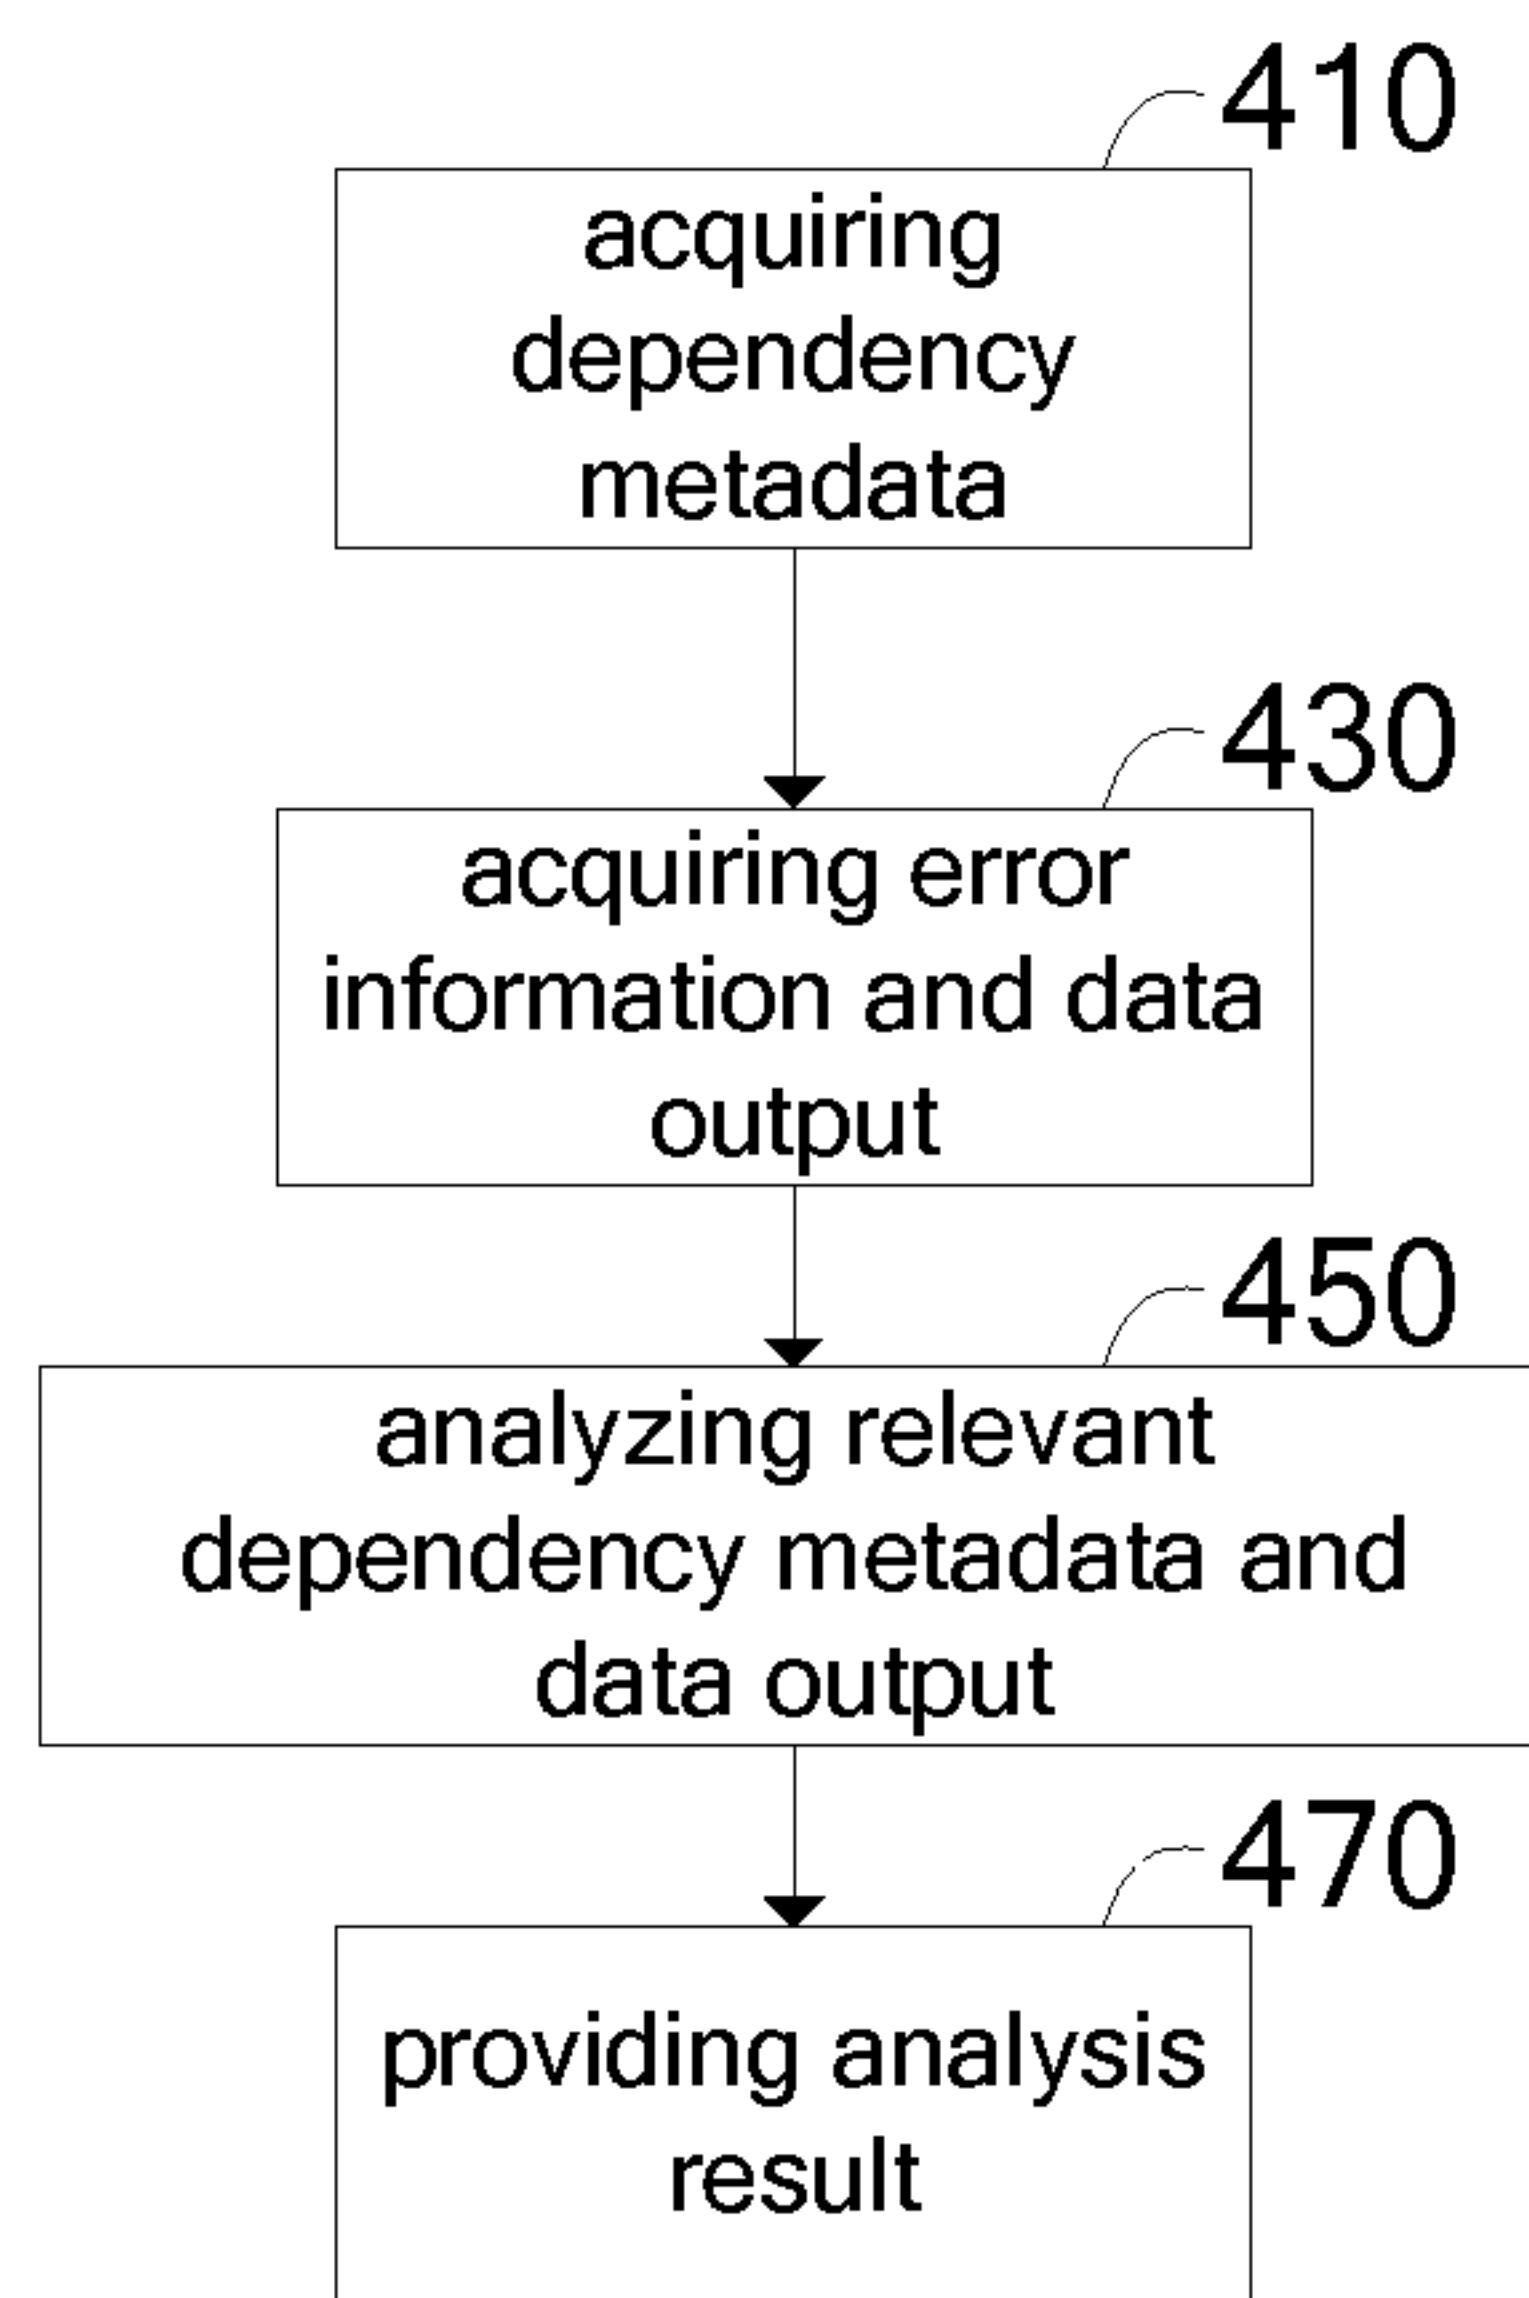 410
acquiring
dependency
metadata
430
acquiring error
information and data
output
450
analyzing relevant
dependency metadata and
data output
470
providing analysis
result